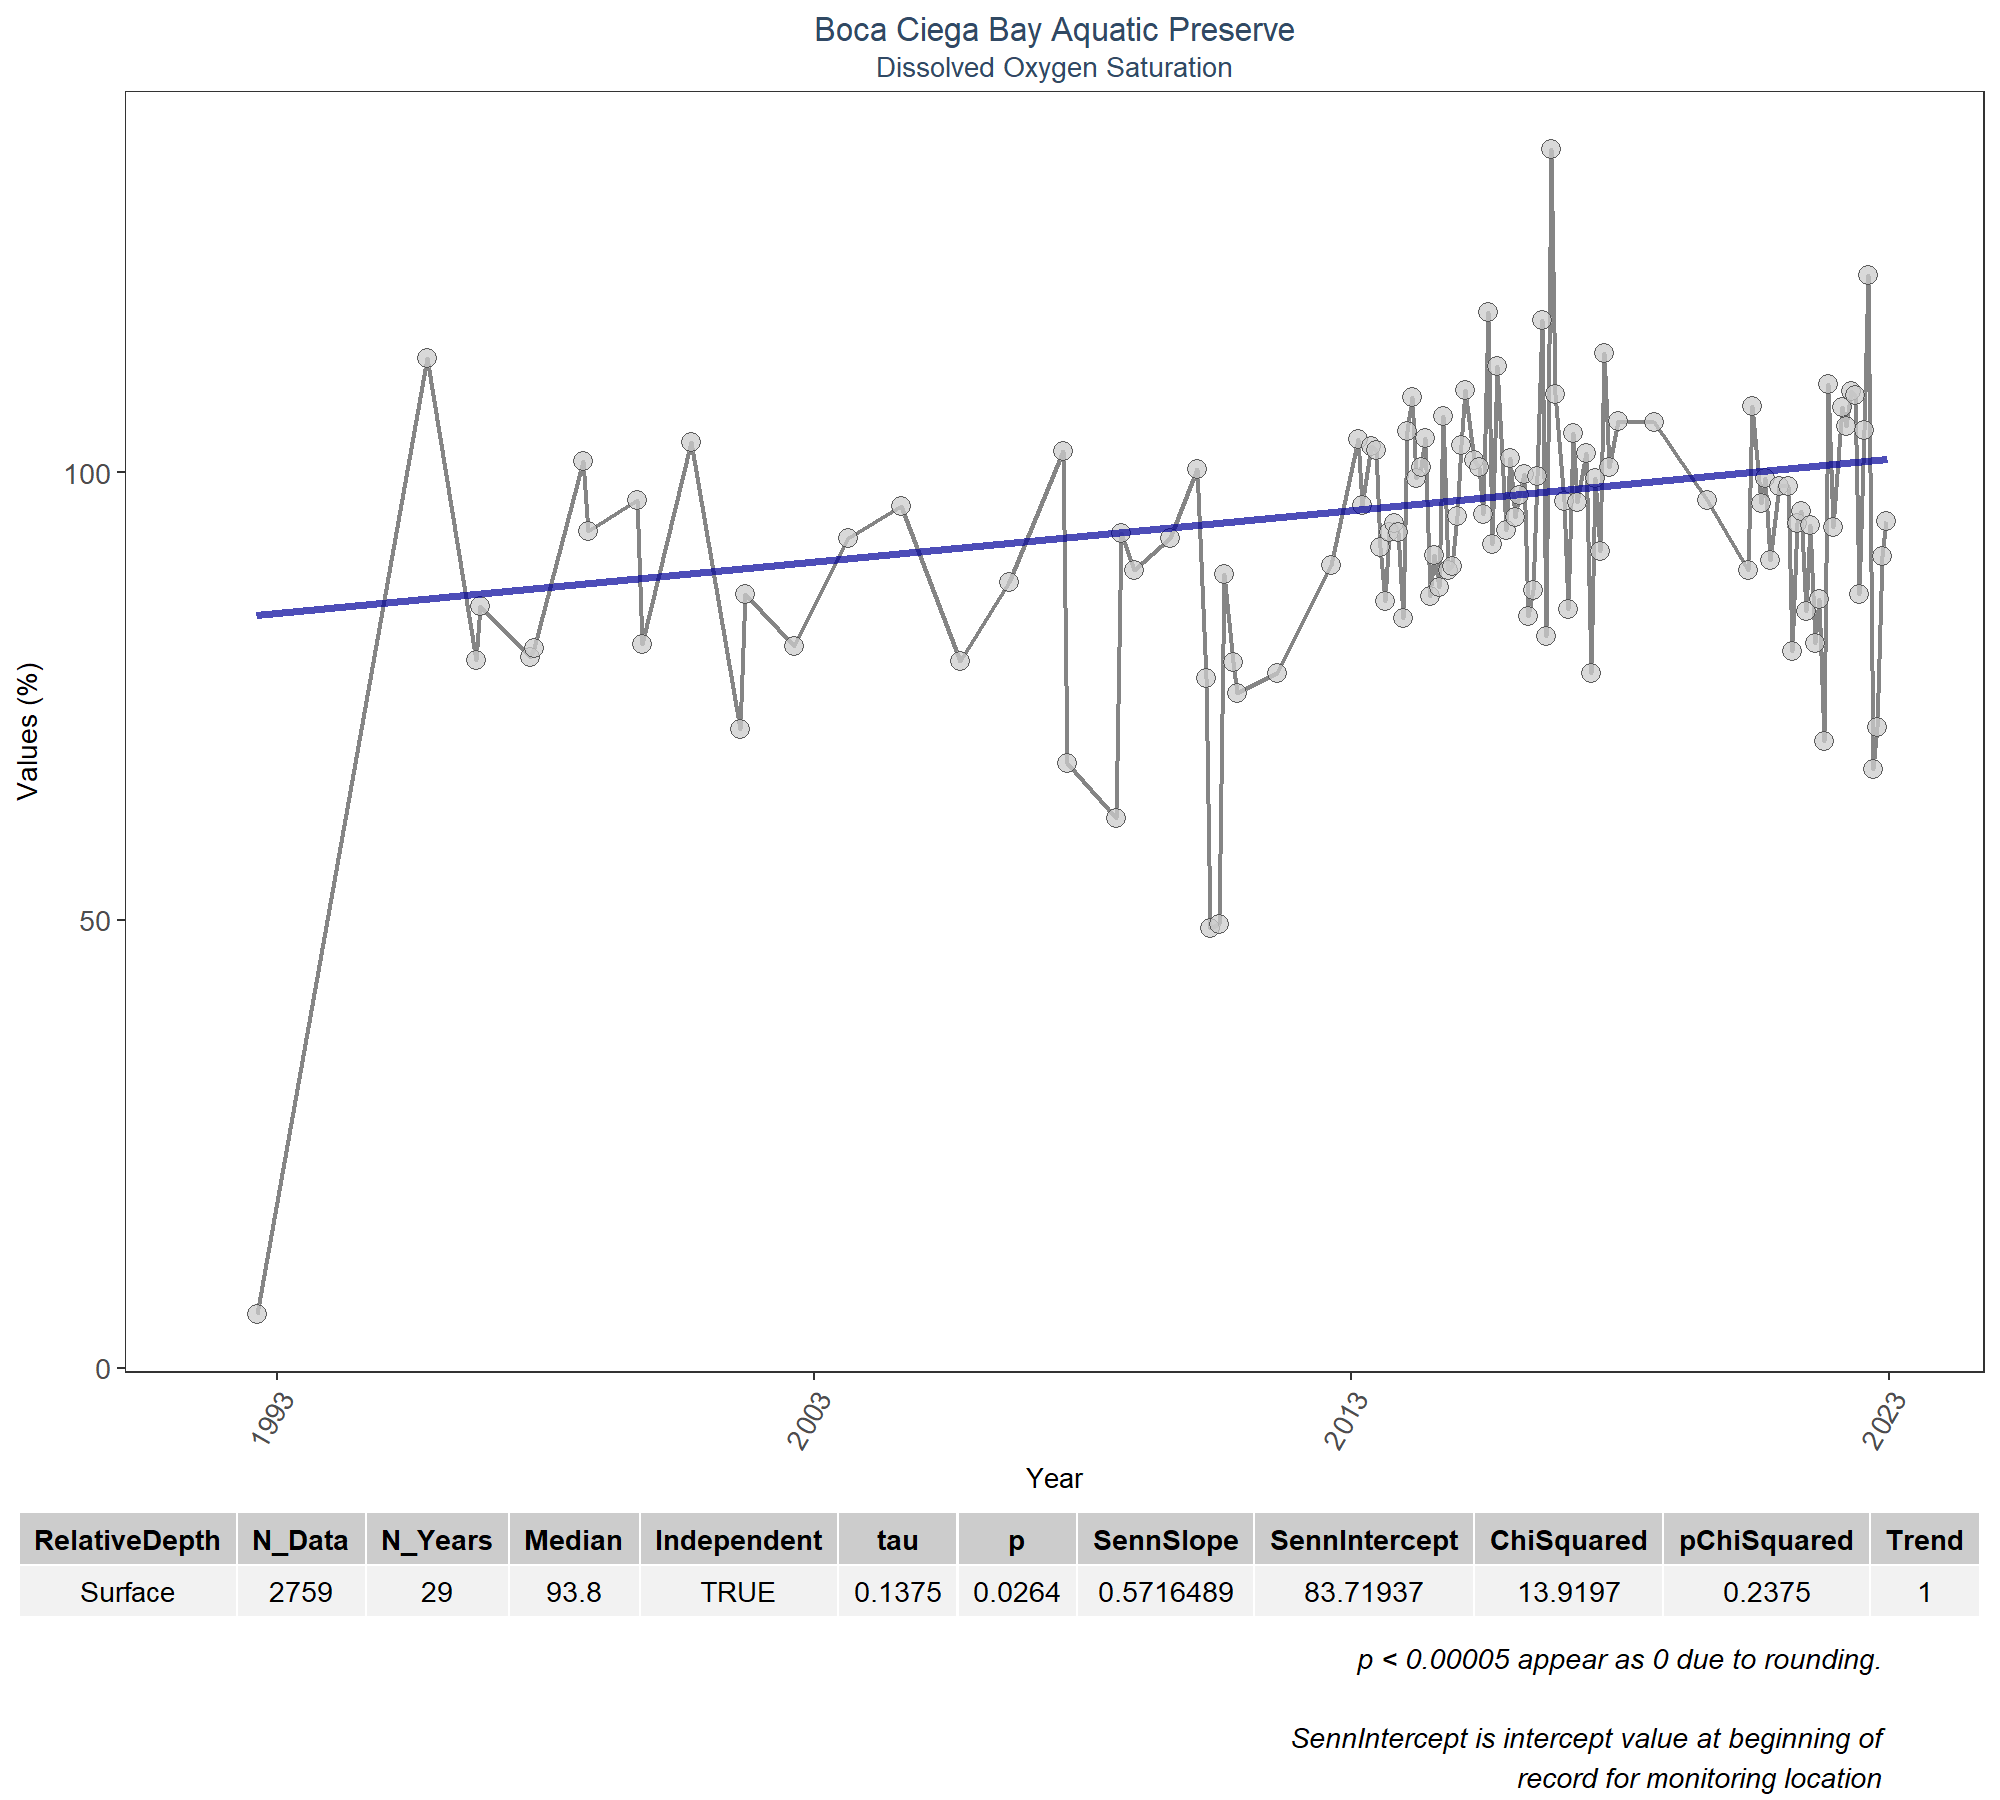 Boca Ciega Bay Aquatic Preserve
Dissolved Oxygen Saturation
Values (%)
100
50
0
1993
2003
2013
2023
Year
RelativeDepth N_Data N_Years Median Independent tau p SennSlope SennIntercept ChiSquared pChiSquared Trend
Surface 2759 29 93.8 TRUE 0.1375 0.0264 0.5716489 83.71937 13.9197 0.2375 1
p < 0.00005 appear as 0 due to rounding.
SennIntercept is intercept value at beginning of
record for monitoring location